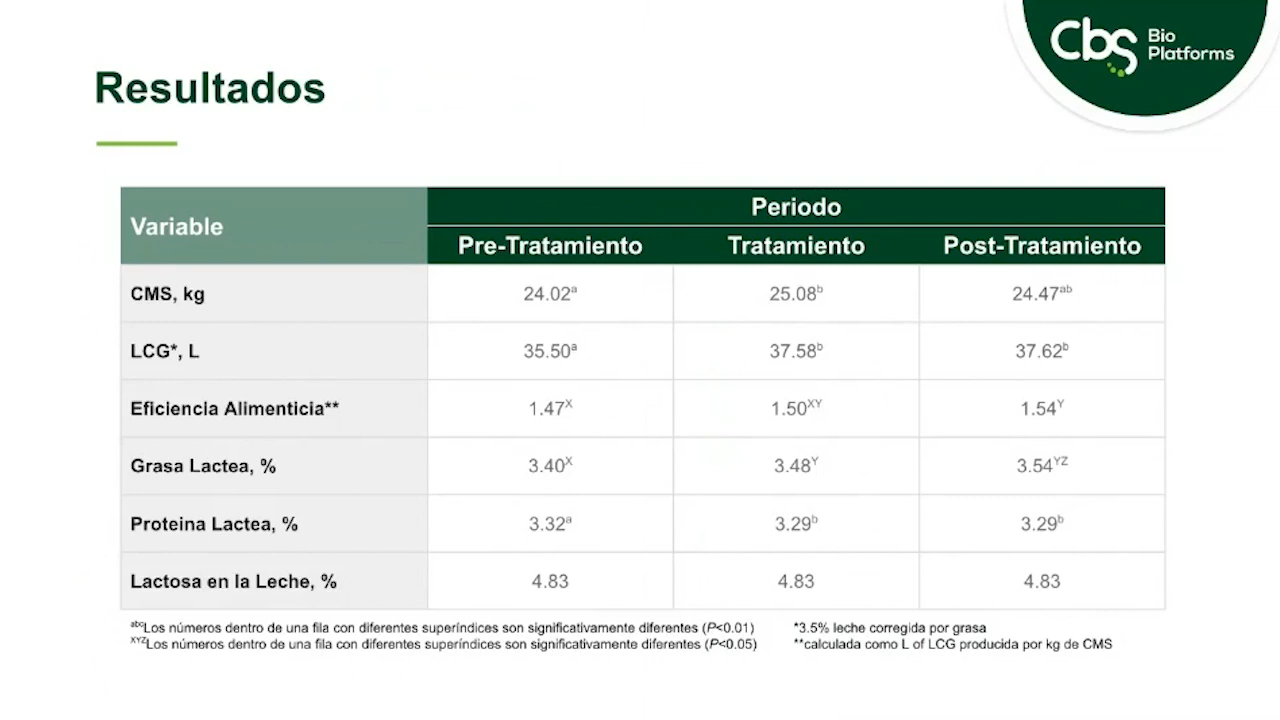 Cbs Bio Platforms
Resultados
Variable
Periodo
Pre-Tratamiento Tratamiento Post-Tratamiento
CMS, kg 24.02ᵃ 25.08ᵇ 24.47ᵃᵇ
LCG*, L 35.50ᵃ 37.58ᵇ 37.62ᵇ
Eficiencia Alimenticia** 1.47X 1.50XY 1.54Y
Grasa Lactea, % 3.40X 3.48Y 3.54YZ
Proteina Lactea, % 3.32ᵃ 3.29ᵇ 3.29ᵇ
Lactosa en la Leche, % 4.83 4.83 4.83
ᵃᵇᶜLos números dentro de una fila con diferentes superíndices son significativamente diferentes (P<0.01) *3.5% leche corregida por grasa
XYZLos números dentro de una fila con diferentes superíndices son significativamente diferentes (P<0.05) **calculada como L of LCG producida por kg de CMS